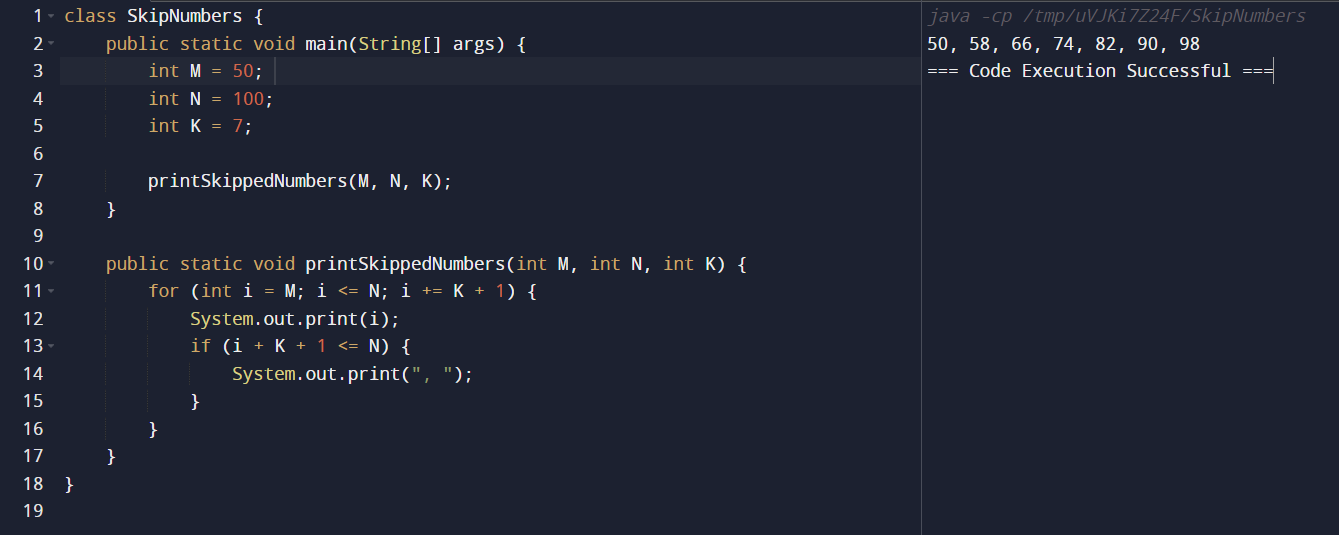 1 class SkipNumbers {
2     public static void main(String[] args) {
3         int M = 50;
4         int N = 100;
5         int K = 7;
6
7         printSkippedNumbers(M, N, K);
8     }
9
10     public static void printSkippedNumbers(int M, int N, int K) {
11         for (int i = M; i <= N; i += K + 1) {
12             System.out.print(i);
13             if (i + K + 1 <= N) {
14                 System.out.print(", ");
15             }
16         }
17     }
18 }
19
java -cp /tmp/uVJKi7Z24F/SkipNumbers
50, 58, 66, 74, 82, 90, 98
=== Code Execution Successful ===